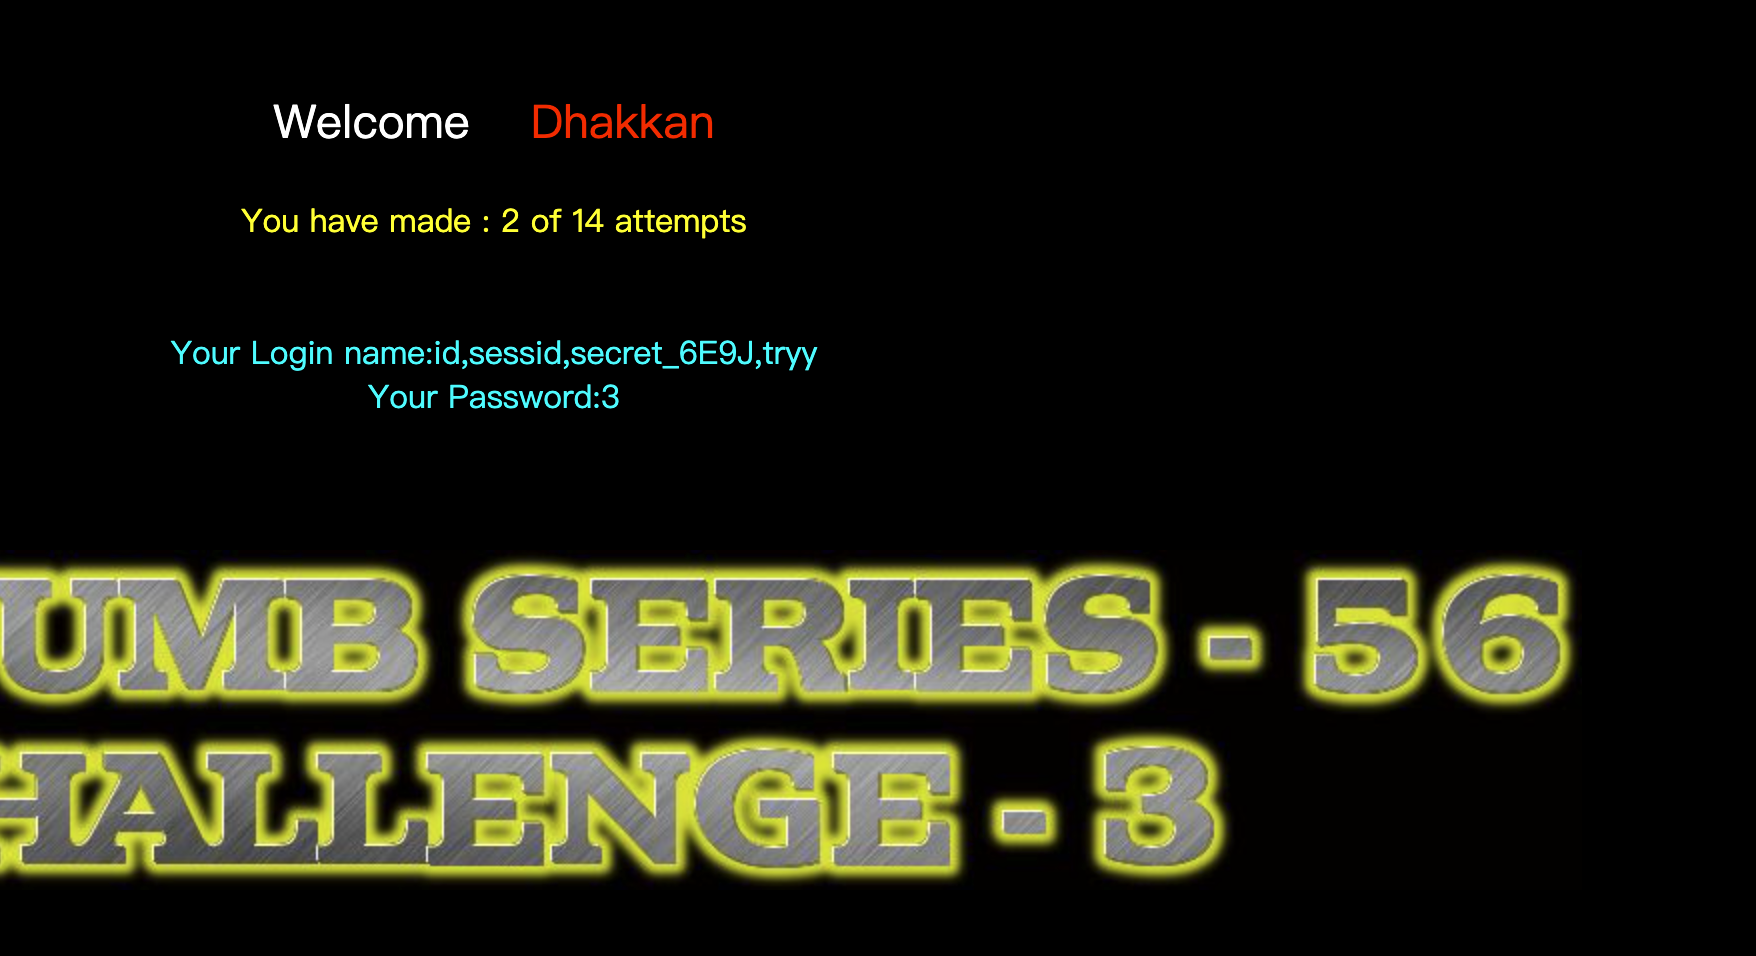 Welcome Dhakkan
You have made : 2 of 14 attempts
Your Login name:id,sessid,secret_6E9J,tryy
Your Password:3
UMB SERIES - 56
HALLENGE - 3